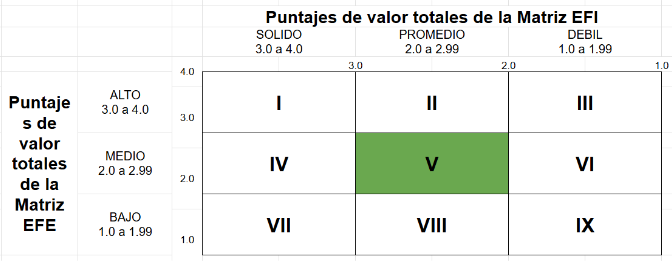 Puntajes de valor totales de la Matriz EFI
SOLIDO PROMEDIO DEBIL
3.0 a 4.0 2.0 a 2.99 1.0 a 1.99
4.0 3.0 2.0 1.0
Puntaje
s de
valor
totales
de la
Matriz
EFE
ALTO
3.0 a 4.0
I II III
3.0
MEDIO
2.0 a 2.99
IV V VI
2.0
BAJO
1.0 a 1.99
VII VIII IX
1.0